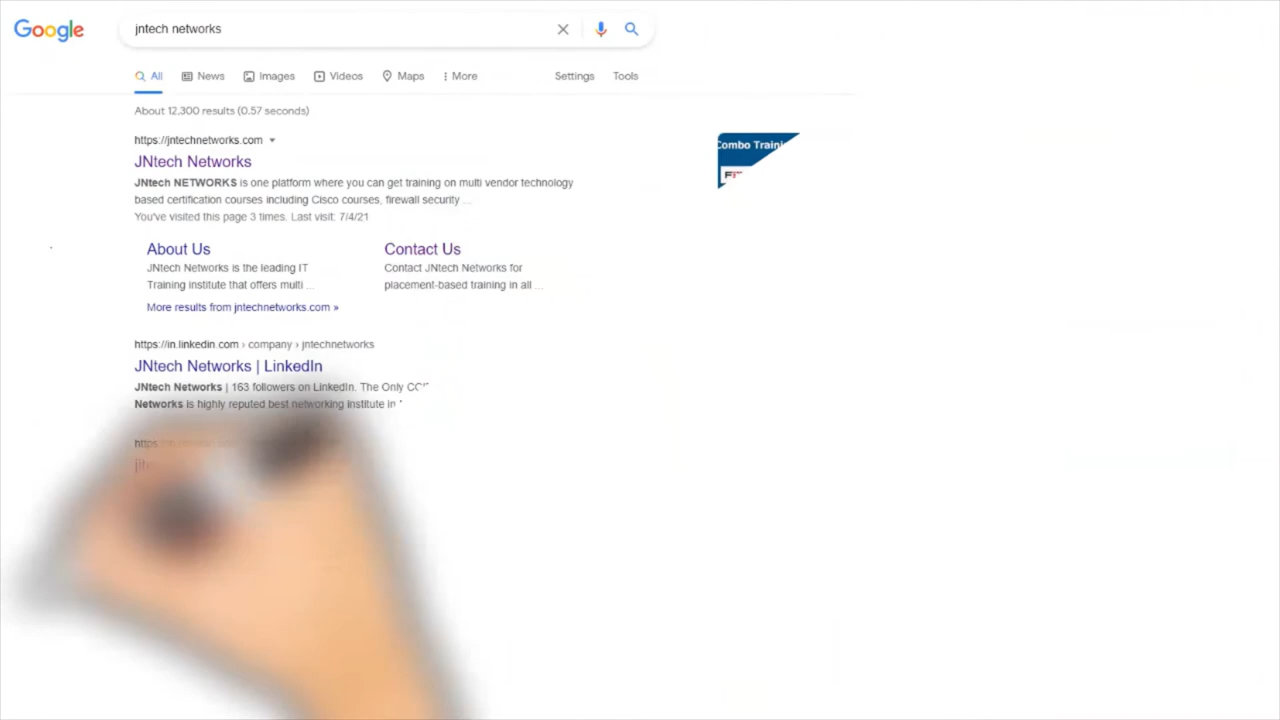 Google
jntech networks
All News Images Videos Maps More Settings Tools
About 12,300 results (0.57 seconds)
https://jntechnetworks.com
JNtech Networks
JNtech NETWORKS is one platform where you can get training on multi vendor technology
based certification courses including Cisco courses, firewall security ...
You've visited this page 3 times. Last visit: 7/4/21
About Us
JNtech Networks is the leading IT
Training institute that offers multi ...
Contact Us
Contact JNtech Networks for
placement-based training in all ...
More results from jntechnetworks.com »
https://in.linkedin.com › company › jntechnetworks
JNtech Networks | LinkedIn
JNtech Networks | 163 followers on LinkedIn. The Only
Networks is highly reputed best networking institute in
https:
Combo